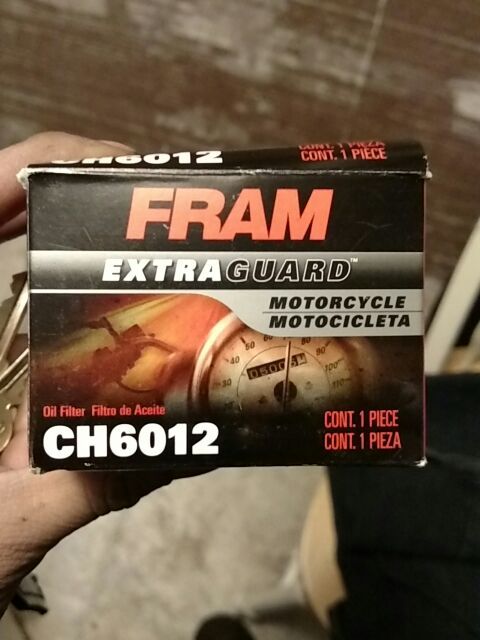 CH6012
CONT. 1 PIEZA
CONT. 1 PIECE
FRAM
EXTRAGUARD™
MOTORCYCLE
MOTOCICLETA
Oil Filter Filtro de Aceite
CH6012
CONT. 1 PIECE
CONT. 1 PIEZA